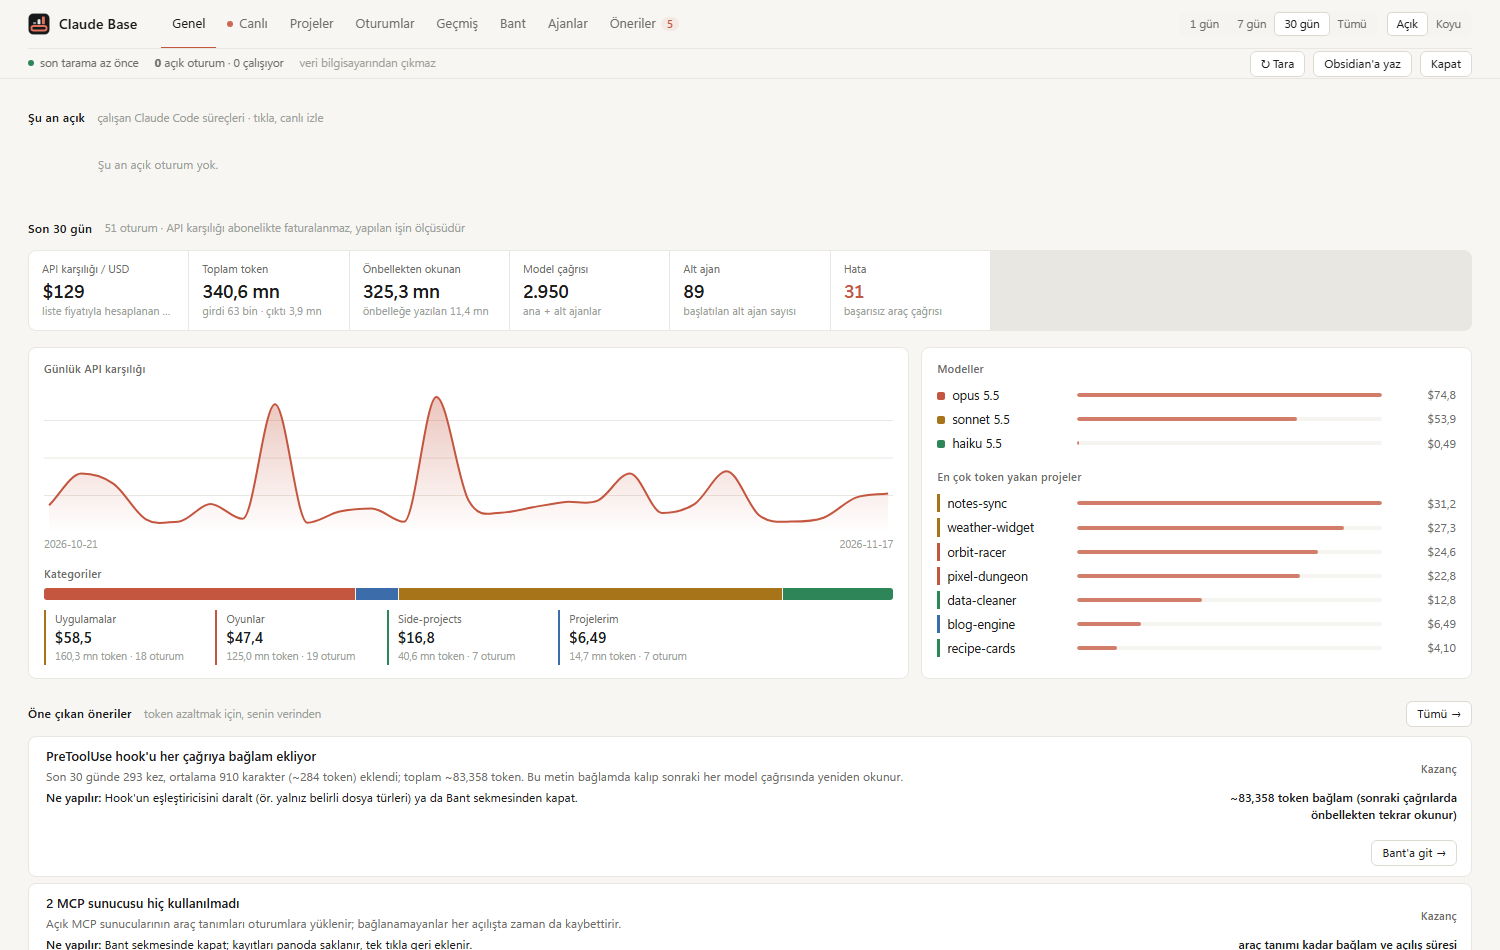 Claude Base
Genel
Canlı
Projeler
Oturumlar
Geçmiş
Bant
Ajanlar
Öneriler 5
1 gün
7 gün
30 gün
Tümü
Açık
Koyu
son tarama az önce
0 açık oturum · 0 çalışıyor
veri bilgisayarından çıkmaz
↻ Tara
Obsidian'a yaz
Kapat
Şu an açık
çalışan Claude Code süreçleri · tıkla, canlı izle
Şu an açık oturum yok.
Son 30 gün
51 oturum · API karşılığı abonelikte faturalanmaz, yapılan işin ölçüsüdür
API karşılığı / USD
$129
liste fiyatıyla hesaplanan ...
Toplam token
340,6 mn
girdi 63 bin · çıktı 3,9 mn
Önbellekten okunan
325,3 mn
önbelleğe yazılan 11,4 mn
Model çağrısı
2.950
ana + alt ajanlar
Alt ajan
89
başlatılan alt ajan sayısı
Hata
31
başarısız araç çağrısı
Günlük API karşılığı
2026-10-21
2026-11-17
Kategoriler
Uygulamalar
$58,5
160,3 mn token · 18 oturum
Oyunlar
$47,4
125,0 mn token · 19 oturum
Side-projects
$16,8
40,6 mn token · 7 oturum
Projelerim
$6,49
14,7 mn token · 7 oturum
Modeller
opus 5.5 $74,8
sonnet 5.5 $53,9
haiku 5.5 $0,49
En çok token yakan projeler
notes-sync $31,2
weather-widget $27,3
orbit-racer $24,6
pixel-dungeon $22,8
data-cleaner $12,8
blog-engine $6,49
recipe-cards $4,10
Öne çıkan öneriler
token azaltmak için, senin verinden
Tümü →
PreToolUse hook'u her çağrıya bağlam ekliyor
Son 30 günde 293 kez, ortalama 910 karakter (~284 token) eklendi; toplam ~83,358 token. Bu metin bağlamda kalıp sonraki her model çağrısında yeniden okunur.
Ne yapılır: Hook'un eşleştiricisini daralt (ör. yalnız belirli dosya türleri) ya da Bant sekmesinden kapat.
Kazanç
~83,358 token bağlam (sonraki çağrılarda
önbellekten tekrar okunur)
Bant'a git →
2 MCP sunucusu hiç kullanılmadı
Açık MCP sunucularının araç tanımları oturumlara yüklenir; bağlanamayanlar her açılışta zaman da kaybettirir.
Ne yapılır: Bant sekmesinde kapat; kayıtları panoda saklanır, tek tıkla geri eklenir.
Kazanç
araç tanımı kadar bağlam ve açılış süresi